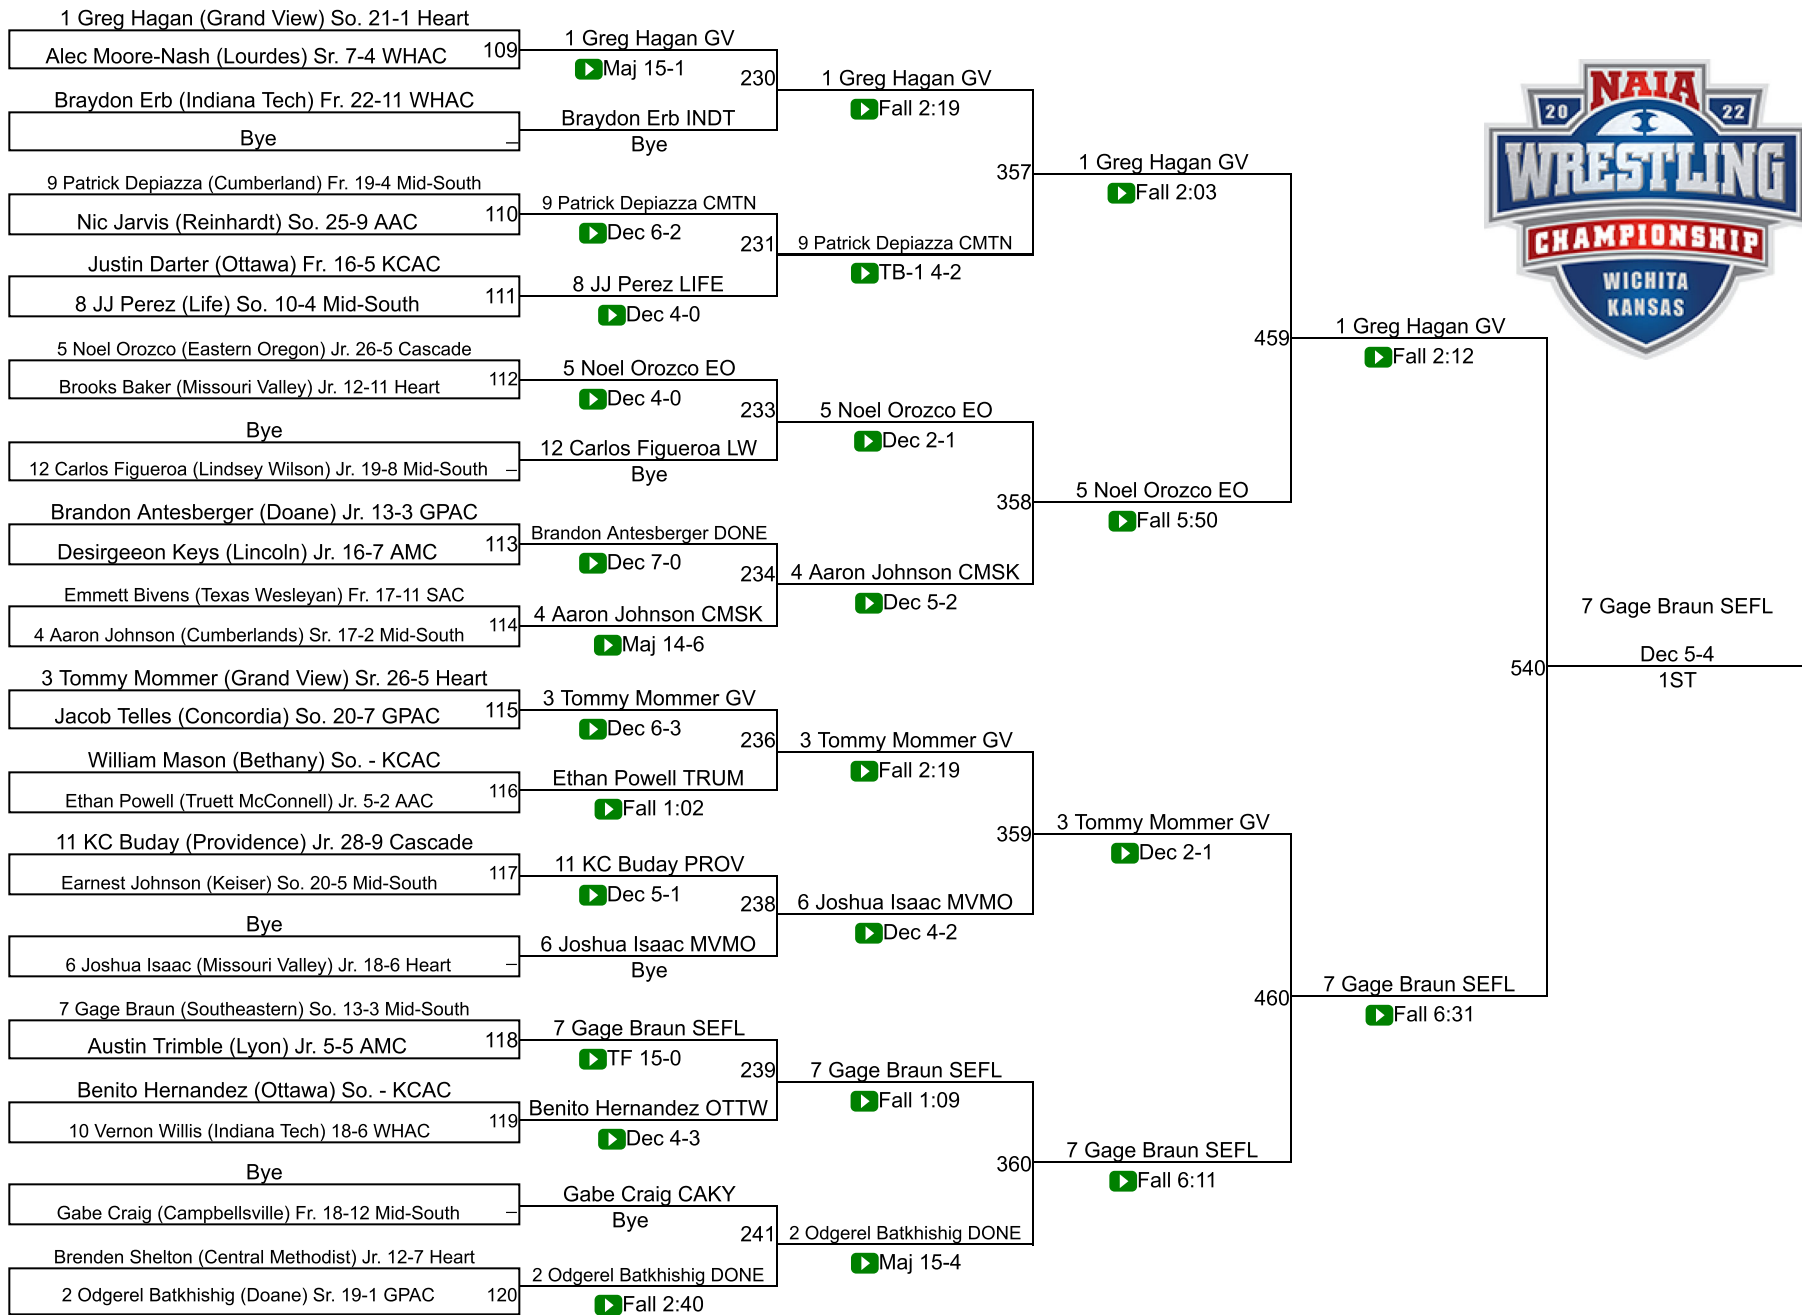 1 Greg Hagan (Grand View) So. 21-1 Heart
Alec Moore-Nash (Lourdes) Sr. 7-4 WHAC
109
Braydon Erb (Indiana Tech) Fr. 22-11 WHAC
Bye
–
9 Patrick Depiazza (Cumberland) Fr. 19-4 Mid-South
Nic Jarvis (Reinhardt) So. 25-9 AAC
110
Justin Darter (Ottawa) Fr. 16-5 KCAC
8 JJ Perez (Life) So. 10-4 Mid-South
111
5 Noel Orozco (Eastern Oregon) Jr. 26-5 Cascade
Brooks Baker (Missouri Valley) Jr. 12-11 Heart
112
Bye
12 Carlos Figueroa (Lindsey Wilson) Jr. 19-8 Mid-South
–
Brandon Antesberger (Doane) Jr. 13-3 GPAC
Desirgeeon Keys (Lincoln) Jr. 16-7 AMC
113
Emmett Bivens (Texas Wesleyan) Fr. 17-11 SAC
4 Aaron Johnson (Cumberlands) Sr. 17-2 Mid-South
114
3 Tommy Mommer (Grand View) Sr. 26-5 Heart
Jacob Telles (Concordia) So. 20-7 GPAC
115
William Mason (Bethany) So. - KCAC
Ethan Powell (Truett McConnell) Jr. 5-2 AAC
116
11 KC Buday (Providence) Jr. 28-9 Cascade
Earnest Johnson (Keiser) So. 20-5 Mid-South
117
Bye
6 Joshua Isaac (Missouri Valley) Jr. 18-6 Heart
–
7 Gage Braun (Southeastern) So. 13-3 Mid-South
Austin Trimble (Lyon) Jr. 5-5 AMC
118
Benito Hernandez (Ottawa) So. - KCAC
10 Vernon Willis (Indiana Tech) 18-6 WHAC
119
Bye
Gabe Craig (Campbellsville) Fr. 18-12 Mid-South
–
Brenden Shelton (Central Methodist) Jr. 12-7 Heart
2 Odgerel Batkhishig (Doane) Sr. 19-1 GPAC
120
1 Greg Hagan GV
Maj 15-1
230
Braydon Erb INDT
Bye
9 Patrick Depiazza CMTN
Dec 6-2
231
8 JJ Perez LIFE
Dec 4-0
5 Noel Orozco EO
Dec 4-0
233
12 Carlos Figueroa LW
Bye
Brandon Antesberger DONE
Dec 7-0
234
4 Aaron Johnson CMSK
Maj 14-6
3 Tommy Mommer GV
Dec 6-3
236
Ethan Powell TRUM
Fall 1:02
11 KC Buday PROV
Dec 5-1
238
6 Joshua Isaac MVMO
Bye
7 Gage Braun SEFL
TF 15-0
239
Benito Hernandez OTTW
Dec 4-3
Gabe Craig CAKY
Bye
241
2 Odgerel Batkhishig DONE
Fall 2:40
1 Greg Hagan GV
Fall 2:19
357
9 Patrick Depiazza CMTN
TB-1 4-2
5 Noel Orozco EO
Dec 2-1
358
4 Aaron Johnson CMSK
Dec 5-2
3 Tommy Mommer GV
Fall 2:19
359
6 Joshua Isaac MVMO
Dec 4-2
7 Gage Braun SEFL
Fall 1:09
360
2 Odgerel Batkhishig DONE
Maj 15-4
1 Greg Hagan GV
Fall 2:03
459
5 Noel Orozco EO
Fall 5:50
3 Tommy Mommer GV
Dec 2-1
460
7 Gage Braun SEFL
Fall 6:11
1 Greg Hagan GV
Fall 2:12
540
7 Gage Braun SEFL
Fall 6:31
7 Gage Braun SEFL
Dec 5-4
1ST
NAIA
20 22
WRESTLING
CHAMPIONSHIP
WICHITA
KANSAS